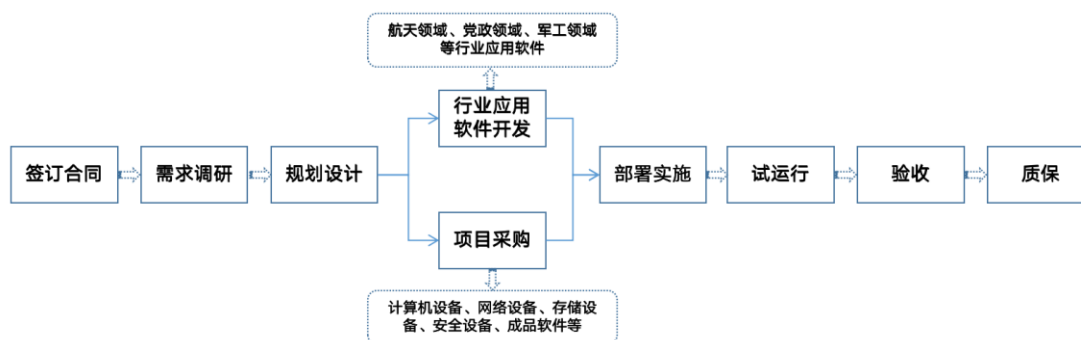 航天领域、党政领域、军工领域
等行业应用软件
行业应用
软件开发
签订合同
需求调研
规划设计
部署实施
试运行
验收
质保
项目采购
计算机设备、网络设备、存储设
备、安全设备、成品软件等